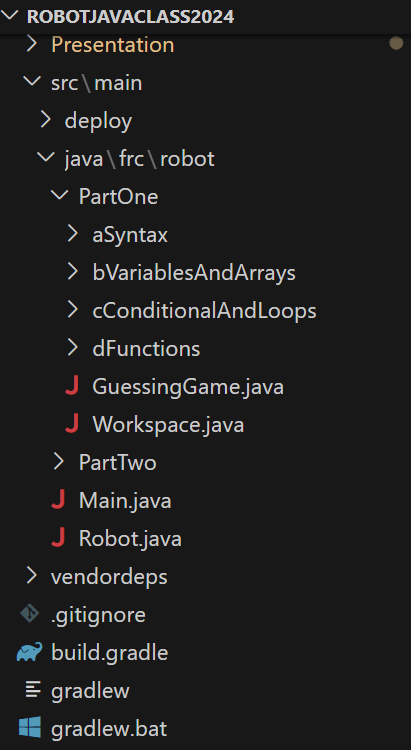 ROBOTJAVACLASS2024
Presentation
src\main
deploy
java\frc\robot
PartOne
aSyntax
bVariablesAndArrays
cConditionalAndLoops
dFunctions
J GuessingGame.java
J Workspace.java
PartTwo
J Main.java
J Robot.java
vendordeps
.gitignore
build.gradle
gradlew
gradlew.bat